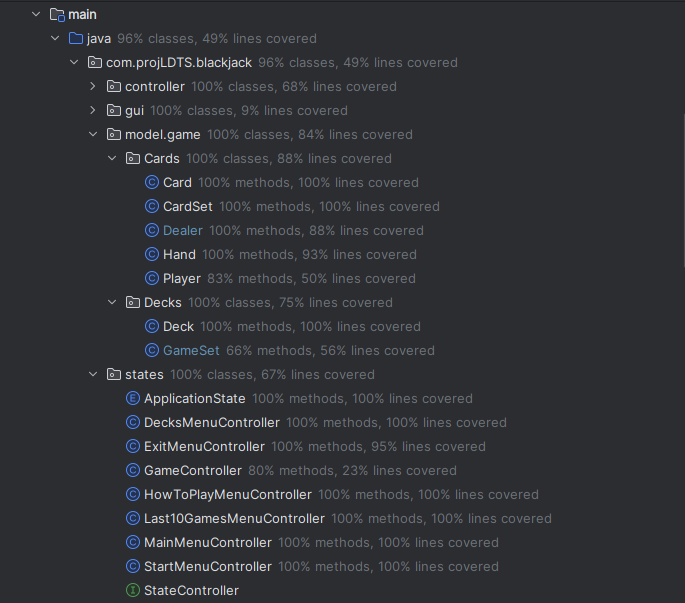 main
java 96% classes, 49% lines covered
com.projLDTS.blackjack 96% classes, 49% lines covered
controller 100% classes, 68% lines covered
gui 100% classes, 9% lines covered
model.game 100% classes, 84% lines covered
Cards 100% classes, 88% lines covered
C Card 100% methods, 100% lines covered
C CardSet 100% methods, 100% lines covered
C Dealer 100% methods, 88% lines covered
C Hand 100% methods, 93% lines covered
C Player 83% methods, 50% lines covered
Decks 100% classes, 75% lines covered
C Deck 100% methods, 100% lines covered
C GameSet 66% methods, 56% lines covered
states 100% classes, 67% lines covered
E ApplicationState 100% methods, 100% lines covered
C DecksMenuController 100% methods, 100% lines covered
C ExitMenuController 100% methods, 95% lines covered
C GameController 80% methods, 23% lines covered
C HowToPlayMenuController 100% methods, 100% lines covered
C Last10GamesMenuController 100% methods, 100% lines covered
C MainMenuController 100% methods, 100% lines covered
C StartMenuController 100% methods, 100% lines covered
I StateController